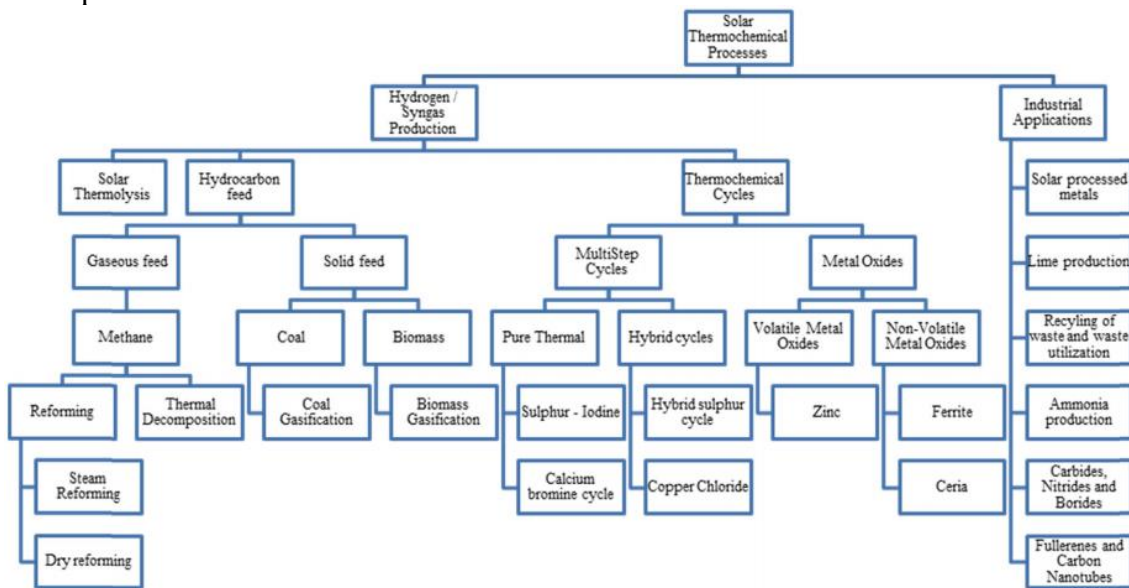 Solar
Thermochemical
Processes
Hydrogen /
Syngas
Production
Industrial
Applications
Solar
Thermolysis
Hydrocarbon
feed
Thermochemical
Cycles
Solar processed
metals
Gaseous feed
Solid feed
MultiStep
Cycles
Metal Oxides
Lime production
Methane
Coal
Biomass
Pure Thermal
Hybrid cycles
Volatile Metal
Oxides
Non-Volatile
Metal Oxides
Recyling of
waste and waste
utilization
Reforming
Thermal
Decomposition
Coal
Gasification
Biomass
Gasification
Sulphur - Iodine
Hybrid sulphur
cycle
Zinc
Ferrite
Ammonia
production
Steam
Reforming
Calcium
bromine cycle
Copper Chloride
Ceria
Carbides,
Nitrides and
Borides
Dry reforming
Fullerenes and
Carbon
Nanotubes